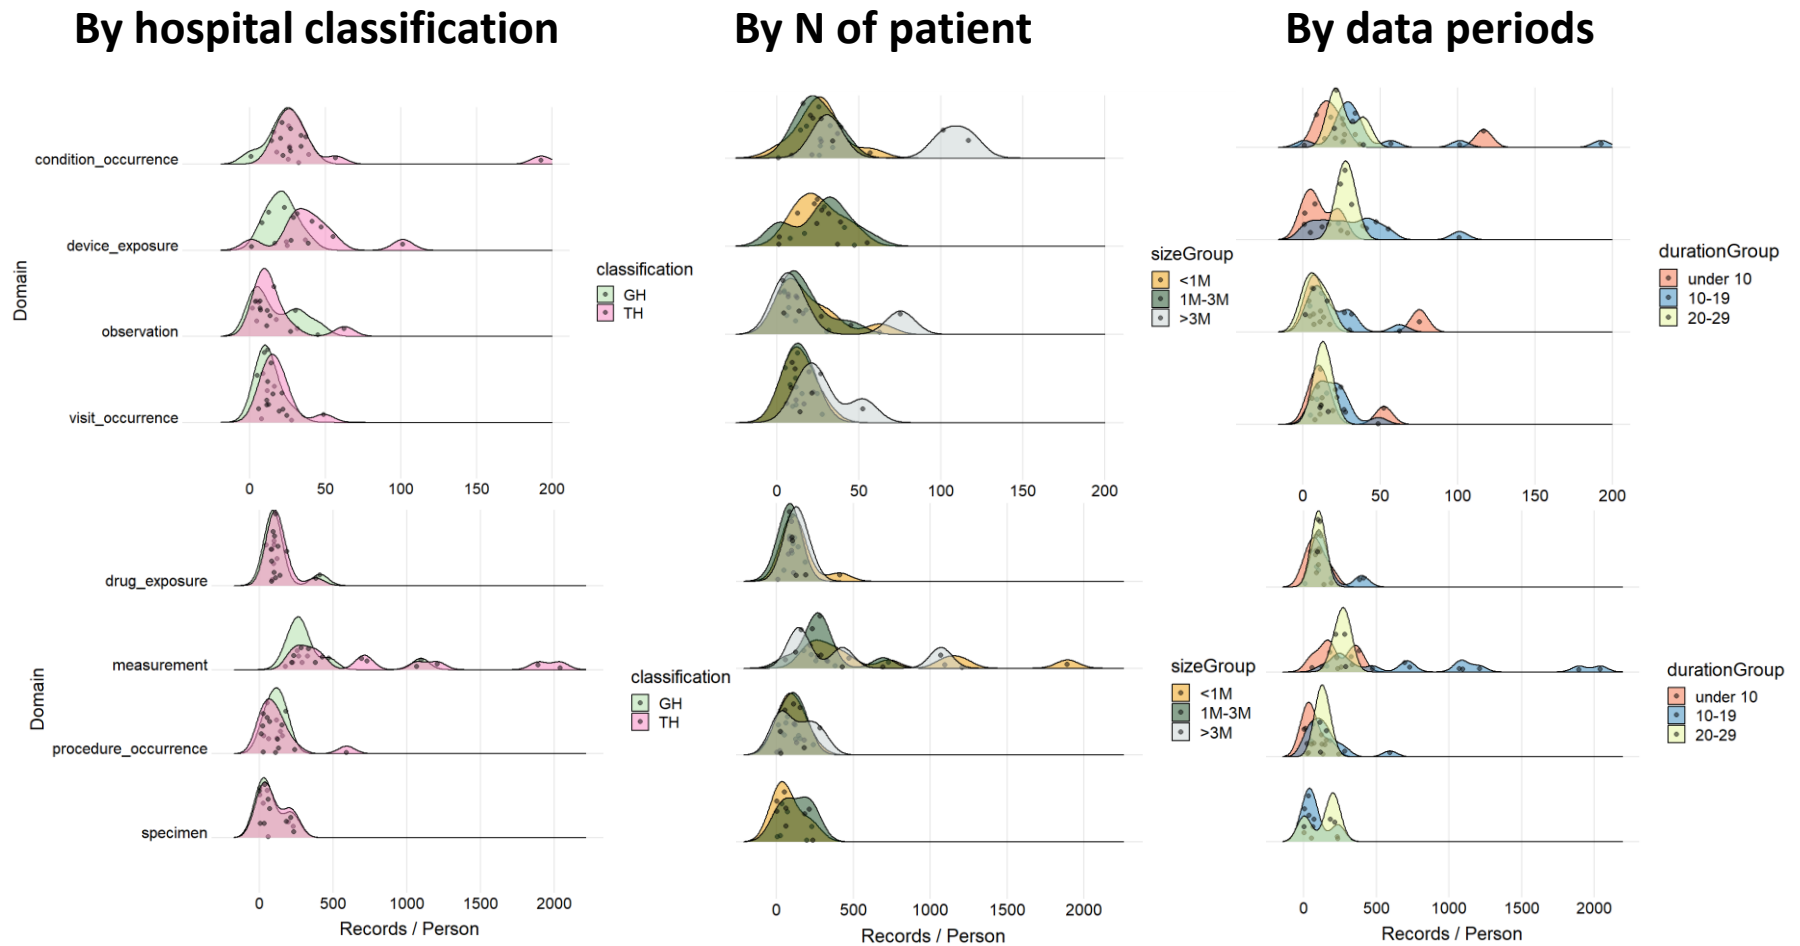 By hospital classification
By N of patient
By data periods
Domain
condition_occurrence
device_exposure
observation
visit_occurrence
0 50 100 150 200
classification
GH
TH
0 50 100 150 200
sizeGroup
<1M
1M-3M
>3M
0 50 100 150 200
durationGroup
under 10
10-19
20-29
Domain
drug_exposure
measurement
procedure_occurrence
specimen
0 500 1000 1500 2000
Records / Person
classification
GH
TH
0 500 1000 1500 2000
Records / Person
sizeGroup
<1M
1M-3M
>3M
0 500 1000 1500 2000
Records / Person
durationGroup
under 10
10-19
20-29